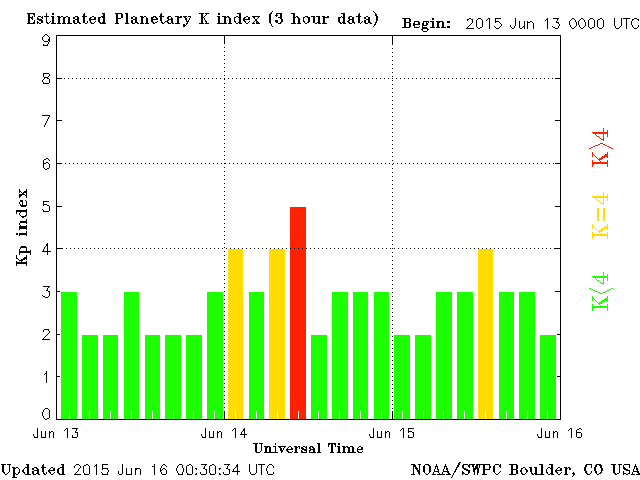 Estimated Planetary K index (3 hour data) Begin: 2015 Jun 13 0000 UTC
9
8
7
6
5
4
3
2
1
0
Kp index
K>4
K=4
K<4
Jun 13 Jun 14 Jun 15 Jun 16
Universal Time
Updated 2015 Jun 16 00:30:34 UTC NOAA/SWPC Boulder, CO USA